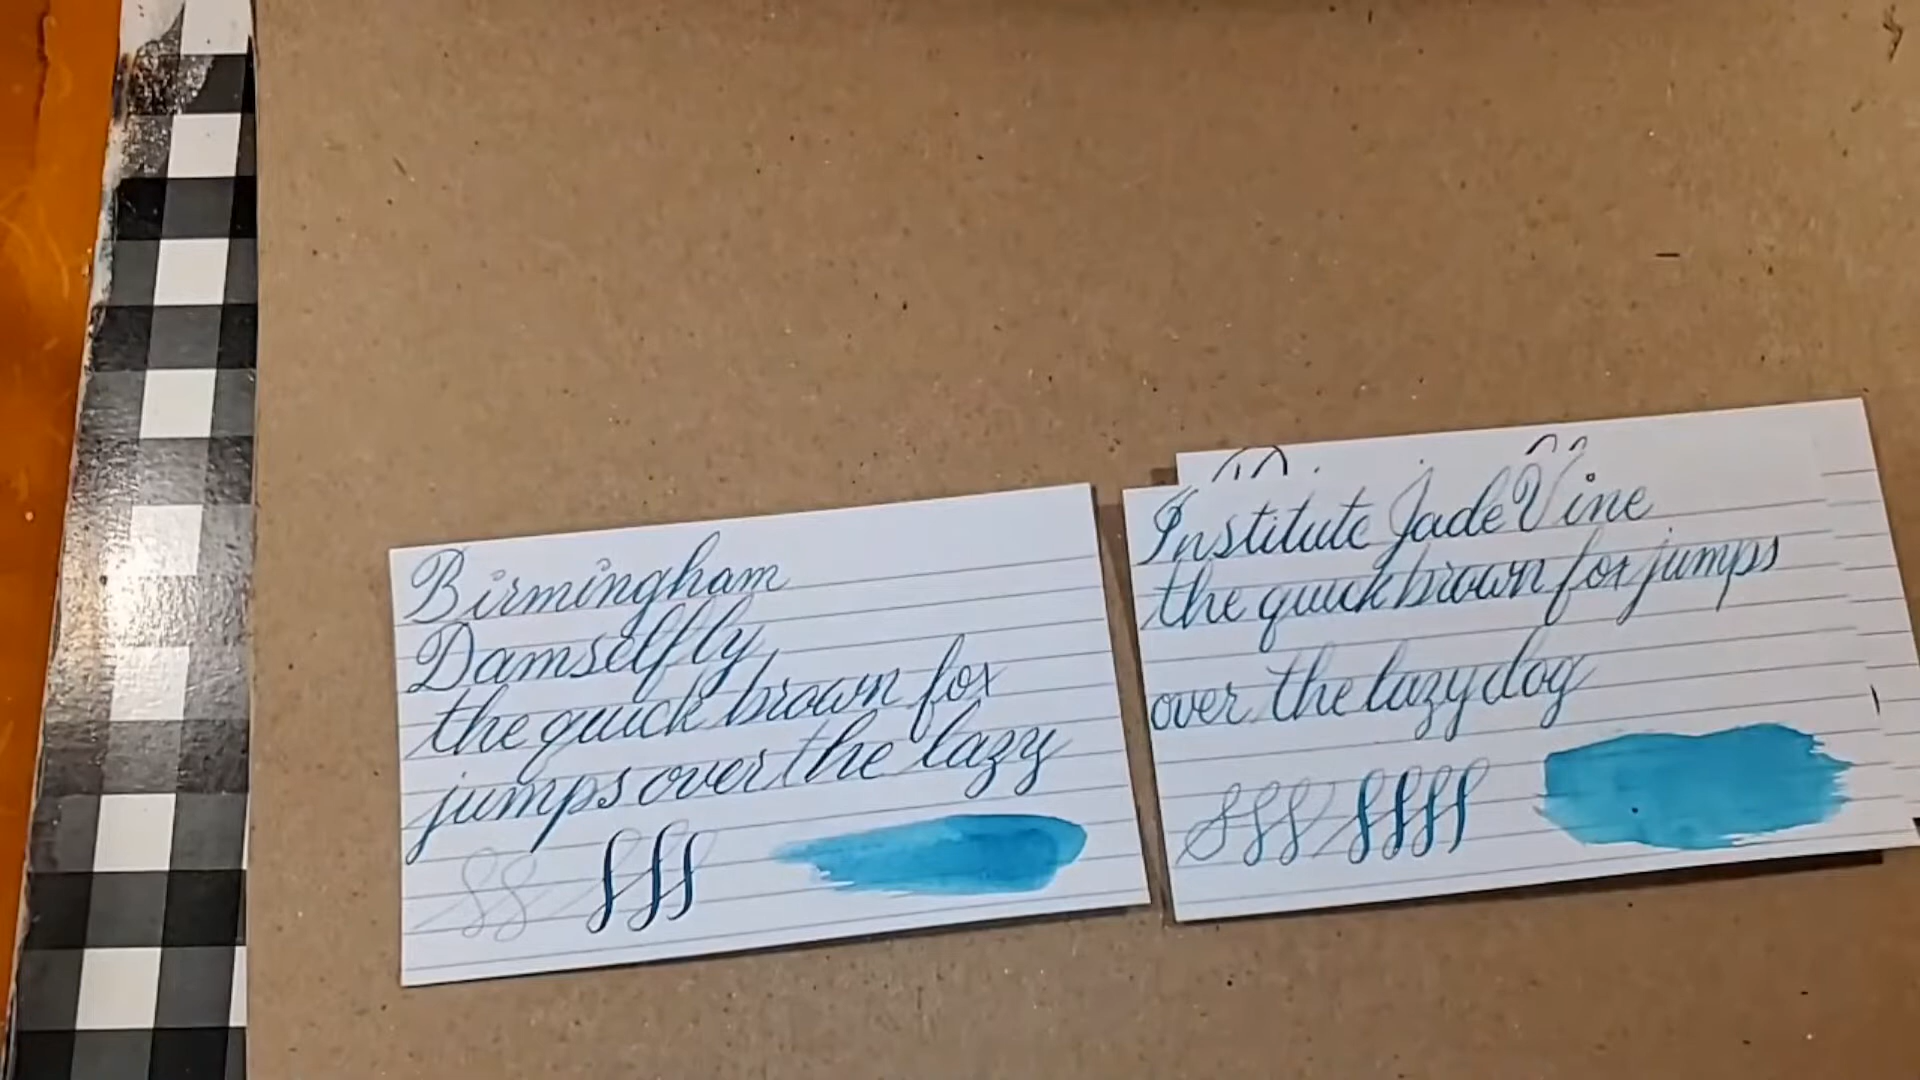 Birmingham
Damselfly
the quick brown fox
jumps over the lazy
Institute Jade Vine
the quick brown fox jumps
over the lazy dog